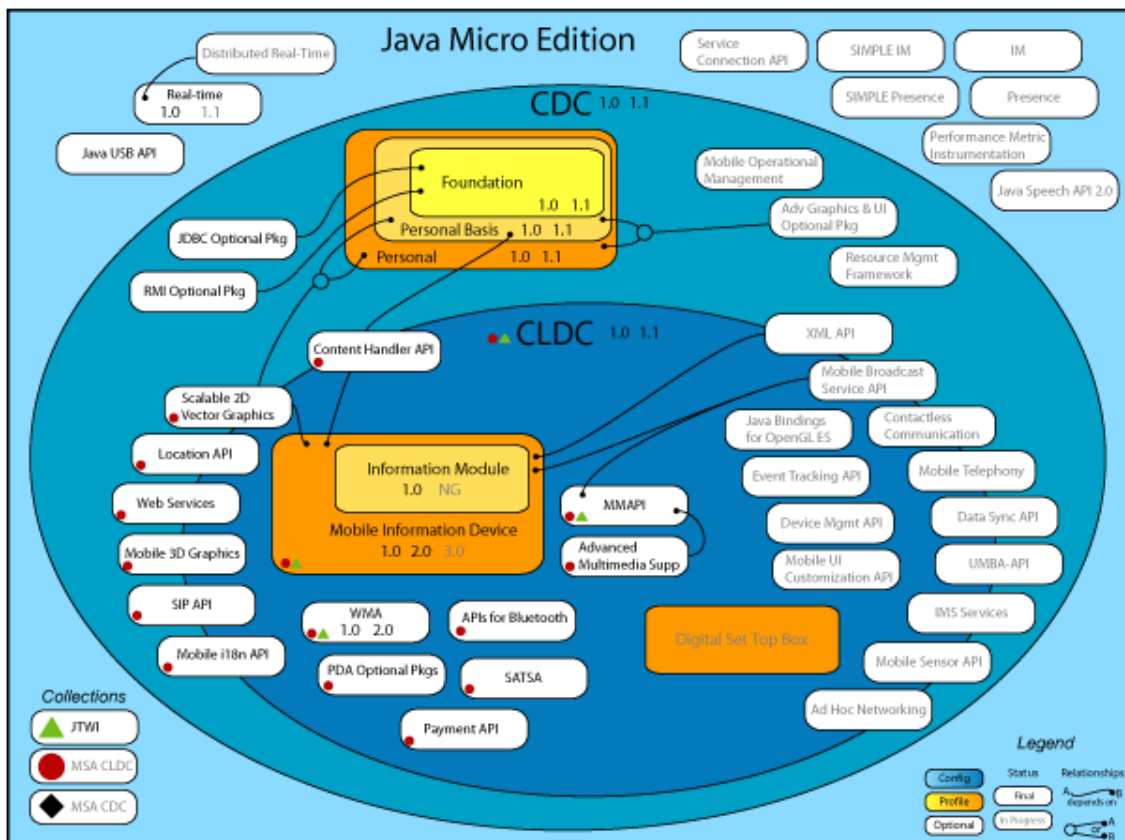 Java Micro Edition
Distributed Real-Time
Real-time
1.0 1.1
Java USB API
Service
Connection API
SIMPLE IM
IM
SIMPLE Presence
Presence
Performance Metric
Instrumentation
Java Speech API 2.0
CDC 1.0 1.1
Foundation
1.0 1.1
Personal Basis 1.0 1.1
Personal 1.0 1.1
JDBC Optional Pkg
RMI Optional Pkg
Mobile Operational
Management
Adv Graphics & UI
Optional Pkg
Resource Mgmt
Framework
CLDC 1.0 1.1
Content Handler API
XML API
Mobile Broadcast
Service API
Scalable 2D
Vector Graphics
Location API
Web Services
Mobile 3D Graphics
SIP API
Mobile i18n API
Information Module
1.0 NG
Mobile Information Device
1.0 2.0 3.0
MMAPI
Advanced
Multimedia Supp
Java Bindings
for OpenGL ES
Contactless
Communication
Event Tracking API
Mobile Telephony
Device Mgmt API
Data Sync API
Mobile UI
Customization API
UMBA-API
IMS Services
WMA
1.0 2.0
APIs for Bluetooth
PDA Optional Pkgs
SATSA
Payment API
Digital Set Top Box
Mobile Sensor API
Ad Hoc Networking
Collections
JTWI
MSA CLDC
MSA CDC
Legend
Config
Profile
Optional
Status
Final
In Progress
Relationships
A B
depends on
A
or
B